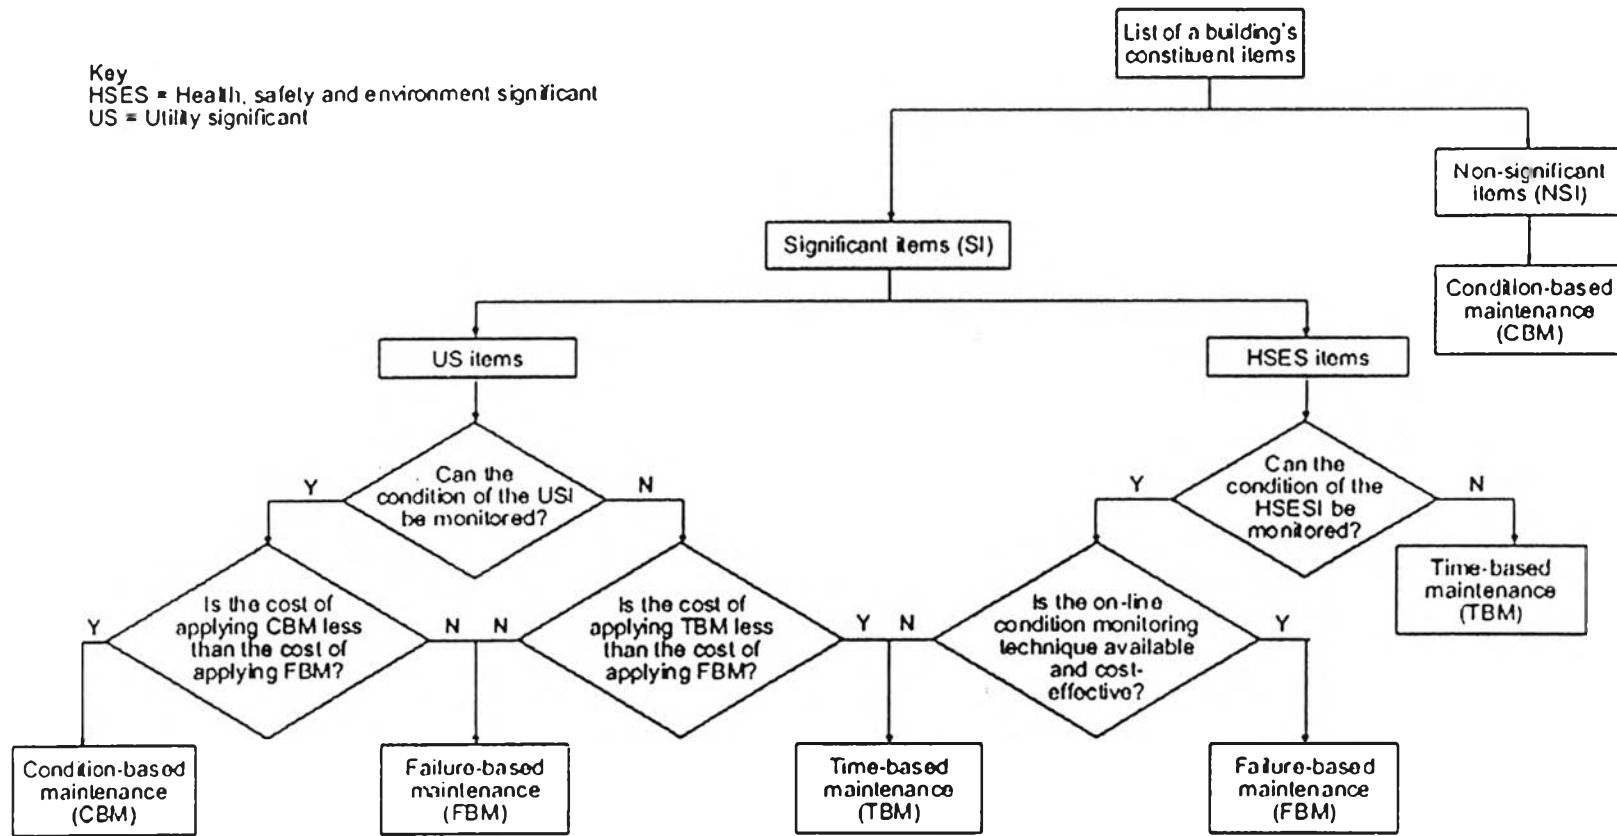 List of a building's
constituent items
Key
HSES = Health, safety and environment significant
US = Utility significant
Non-significant
items (NSI)
Significant items (SI)
Condition-based
maintenance
(CBM)
US items
HSES items
Can the
condition of the USI
be monitored?
Y
N
Can the
condition of the
HSESI be
monitored?
Y
N
Time-based
maintenance
(TBM)
Is the cost of
applying CBM less
than the cost of
applying FBM?
Y
N
Is the cost of
applying TBM less
than the cost of
applying FBM?
N
Y
Is the on-line
condition monitoring
technique available
and cost-
effective?
N
Y
Condition-based
maintenance
(CBM)
Failure-based
maintenance
(FBM)
Time-based
maintenance
(TBM)
Failure-based
maintenance
(FBM)